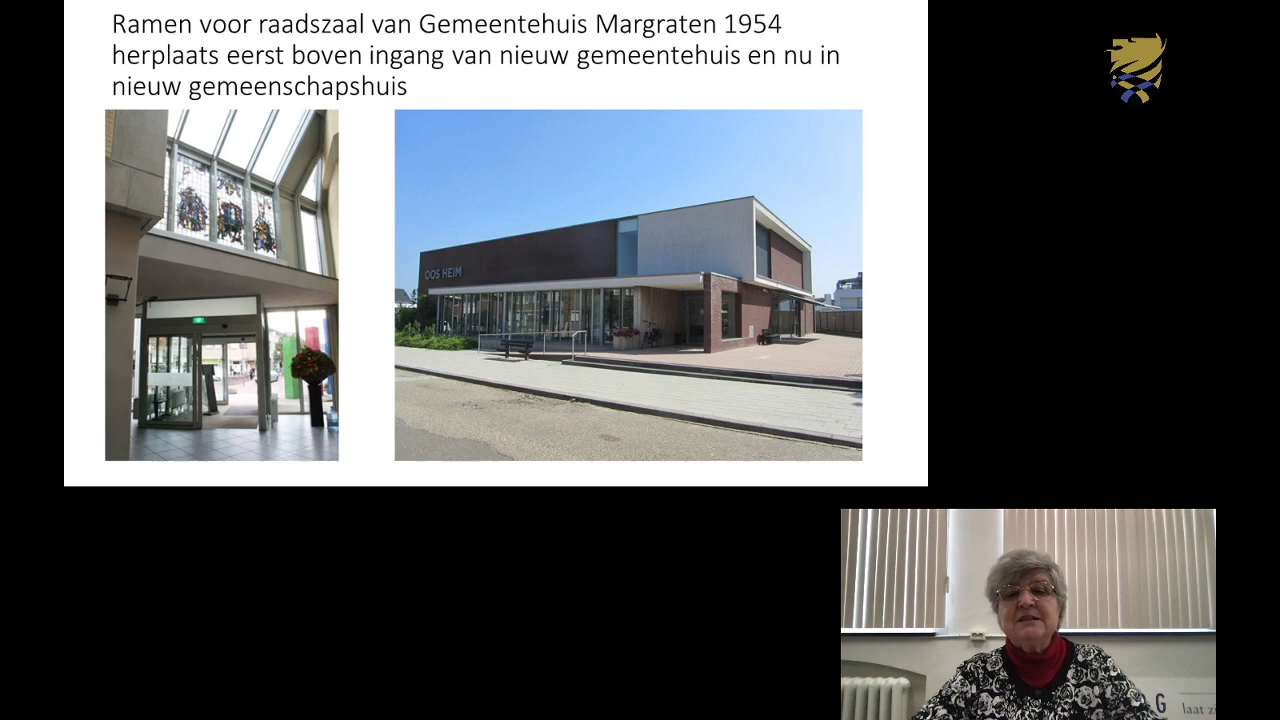 Ramen voor raadszaal van Gemeentehuis Margraten 1954
herplaats eerst boven ingang van nieuw gemeentehuis en nu in
nieuw gemeenschapshuis
OOS HEIM
G
laat